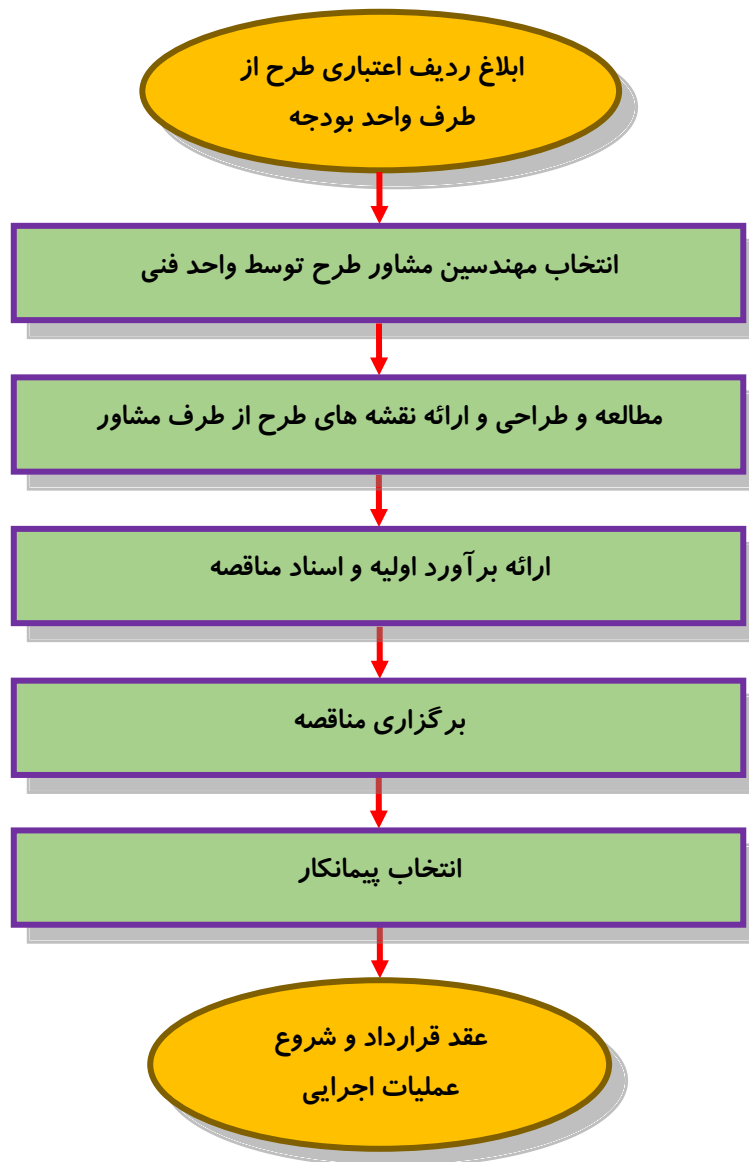 ابلاغ ردیف اعتباری طرح از
طرف واحد بودجه
انتخاب مهندسین مشاور طرح توسط واحد فنی
مطالعه و طراحی و ارائه نقشه های طرح از طرف مشاور
ارائه برآورد اولیه و اسناد مناقصه
برگزاری مناقصه
انتخاب پیمانکار
عقد قرارداد و شروع
عملیات اجرایی